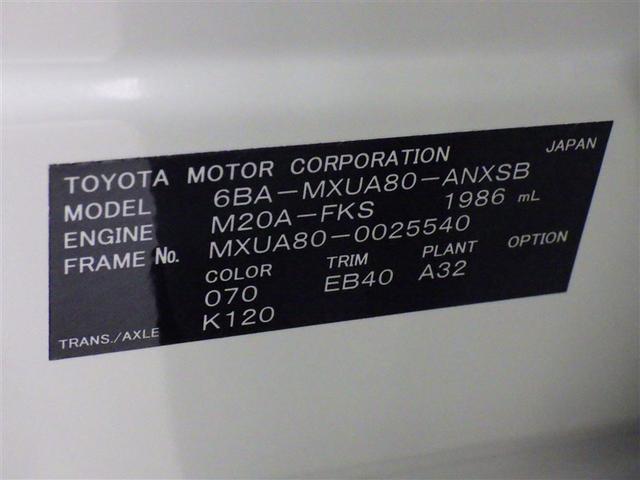 TOYOTA MOTOR CORPORATION JAPAN
MODEL 6BA-MXUA80-ANXSB
ENGINE M20A-FKS 1986 mL
FRAME No. MXUA80-0025540
COLOR TRIM PLANT OPTION
070 EB40 A32
TRANS./AXLE K120